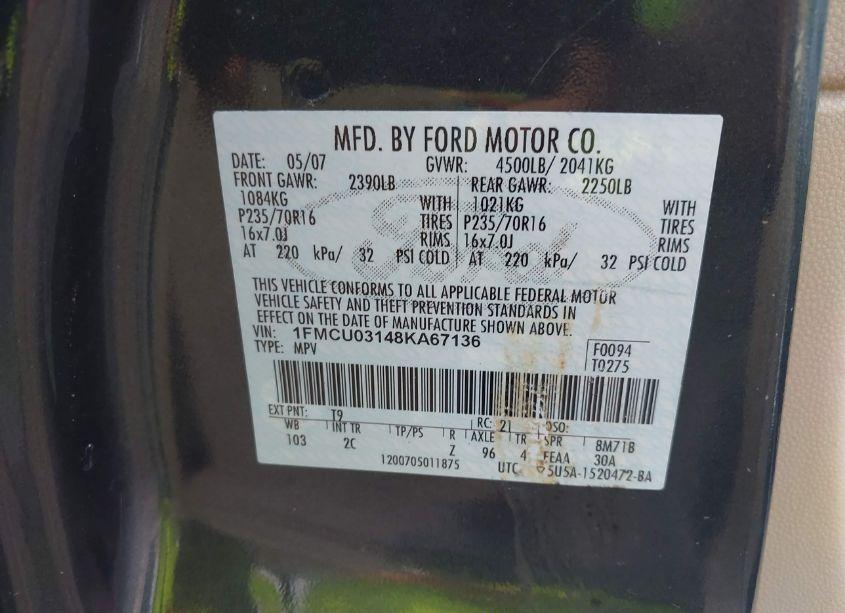 MFD. BY FORD MOTOR CO.
DATE: 05/07 GVWR: 4500LB/ 2041KG
FRONT GAWR: 2390LB REAR GAWR: 2250LB
1084KG WITH 1021KG WITH
P235/70R16 TIRES P235/70R16 TIRES
16x7.0J RIMS 16x7.0J RIMS
AT 220 kPa/ 32 PSI COLD AT 220 kPa/ 32 PSI COLD
Ford
THIS VEHICLE CONFORMS TO ALL APPLICABLE FEDERAL MOTOR
VEHICLE SAFETY AND THEFT PREVENTION STANDARDS IN
EFFECT ON THE DATE OF MANUFACTURE SHOWN ABOVE.
VIN: 1FMCU03148KA67136 F0094
TYPE: MPV T0275
EXT PNT: T9 RC: 21 DSO:
WB INT TR TP/PS R AXLE TR SPR 8M71B
103 2C Z 96 4 FEAA 30A
1200705011875 UTC 5U5A-1520472-BA